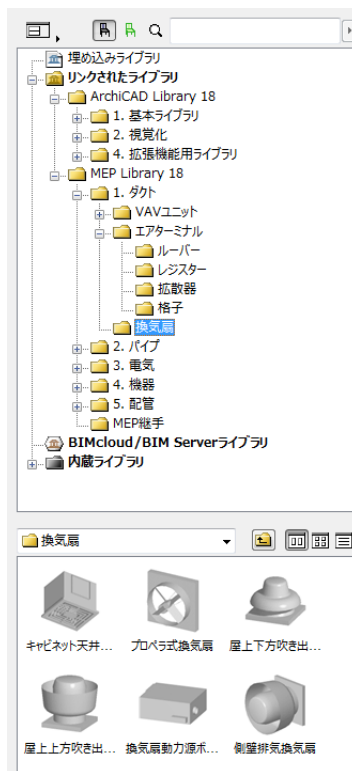 埋め込みライブラリ
リンクされたライブラリ
ArchiCAD Library 18
1. 基本ライブラリ
2. 視覚化
4. 拡張機能用ライブラリ
MEP Library 18
1. ダクト
VAVユニット
エアターミナル
ルーバー
レジスター
拡散器
格子
換気扇
2. パイプ
3. 電気
4. 機器
5. 配管
MEP継手
BIMcloud/BIM Serverライブラリ
内蔵ライブラリ
換気扇
キャビネット天井... プロペラ式換気扇 屋上下方吹き出...
屋上上方吹き出... 換気扇動力源ボ... 側壁排気換気扇